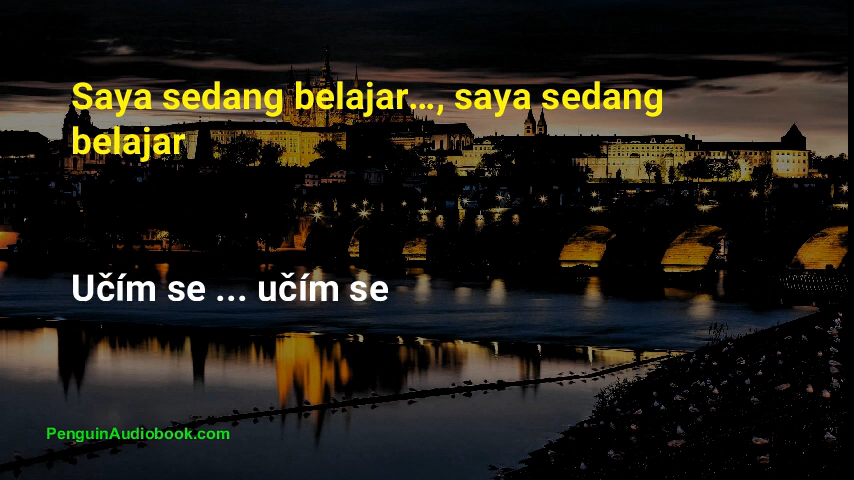 Saya sedang belajar..., saya sedang
belajar
Učím se ... učím se
PenguinAudiobook.com